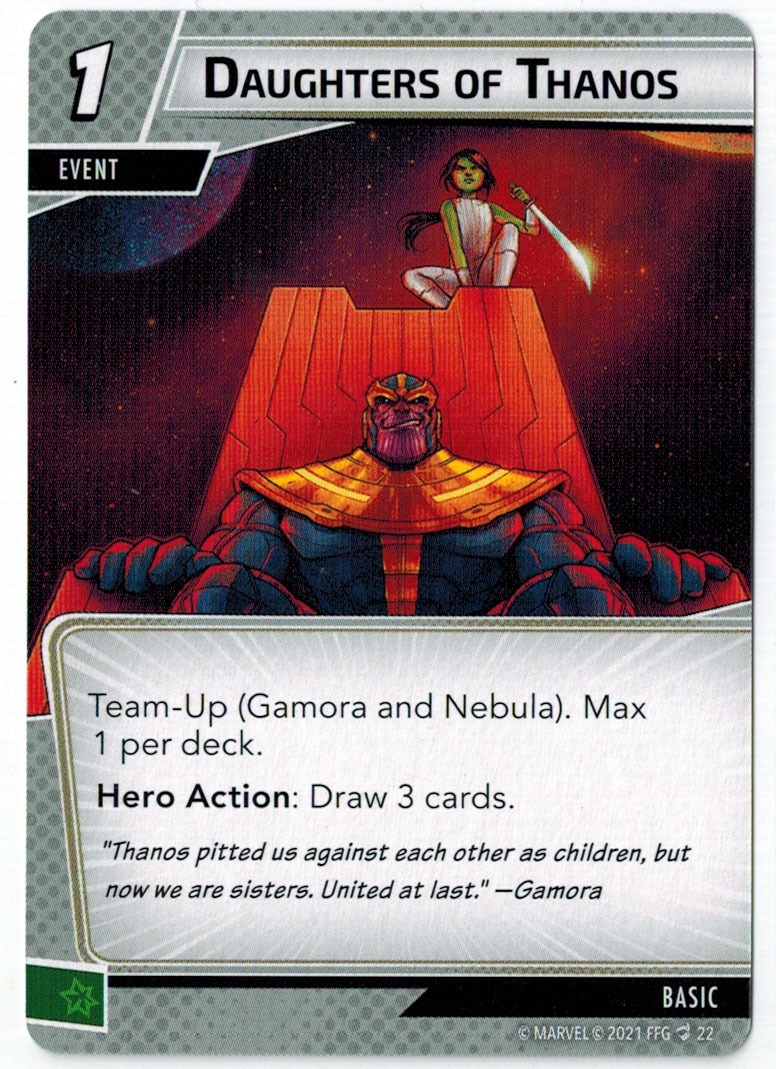 1
DAUGHTERS OF THANOS
EVENT
Team-Up (Gamora and Nebula). Max
1 per deck.
Hero Action: Draw 3 cards.
"Thanos pitted us against each other as children, but
now we are sisters. United at last." —Gamora
BASIC
© MARVEL © 2021 FFG 22